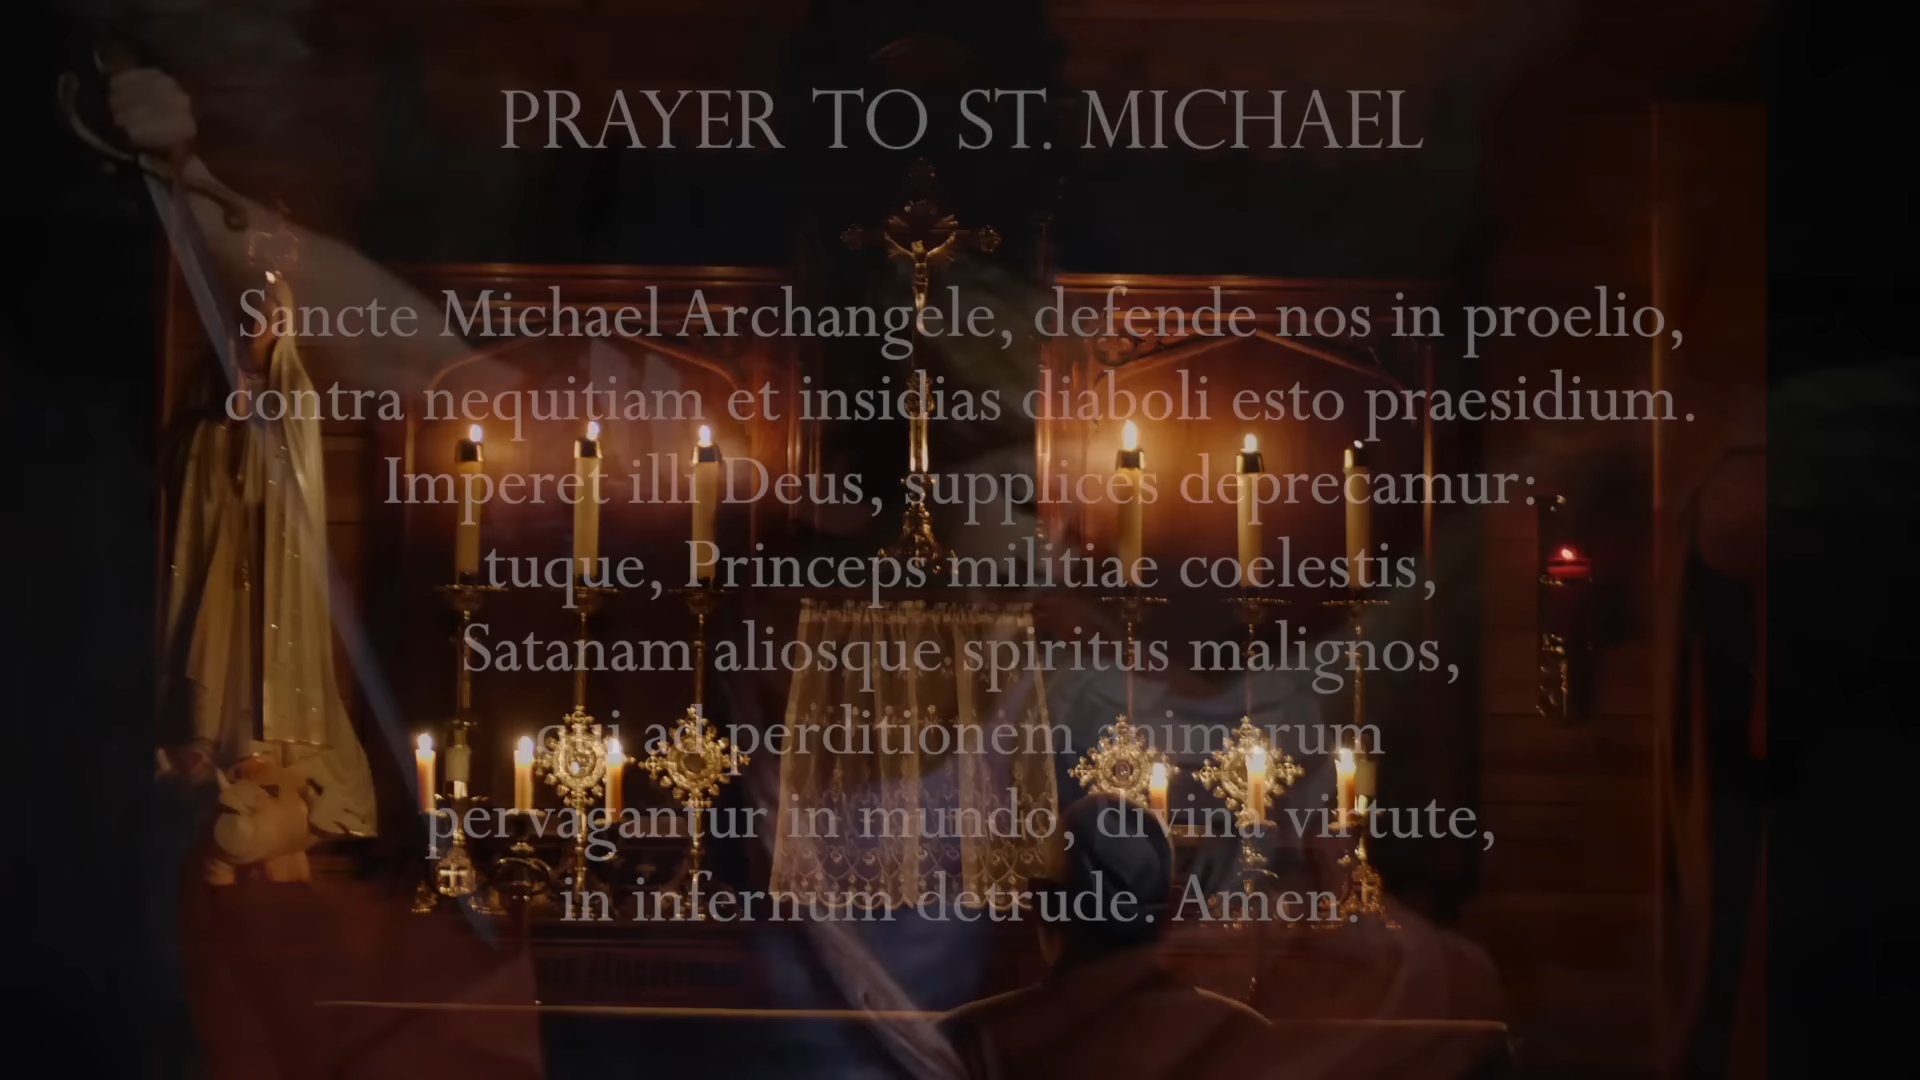 PRAYER TO ST. MICHAEL
Sancte Michael Archangele, defende nos in proelio,
contra nequitiam et insidias diaboli esto praesidium.
Imperet illi Deus, supplices deprecamur:
tuque, Princeps militiae coelestis,
Satanam aliosque spiritus malignos,
qui ad perditionem animarum
pervagantur in mundo, divina virtute,
in infernum detrude. Amen.